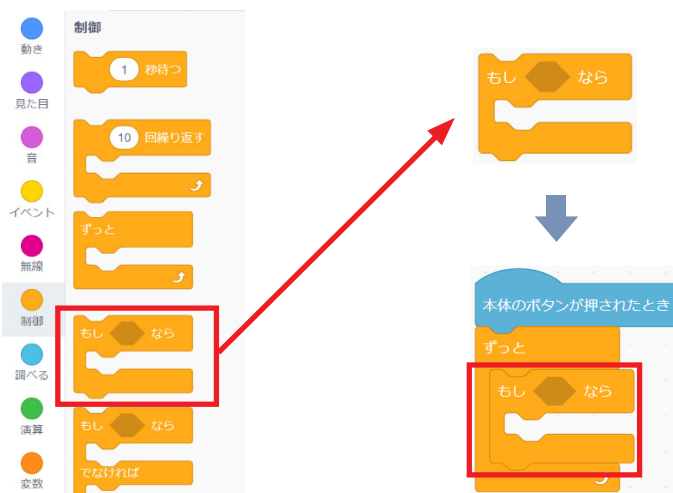 動き
見た目
音
イベント
無線
制御
調べる
演算
変数
制御
1 秒待つ
10 回繰り返す
ずっと
もし なら
もし なら
でなければ
もし なら
本体のボタンが押されたとき
ずっと
もし なら